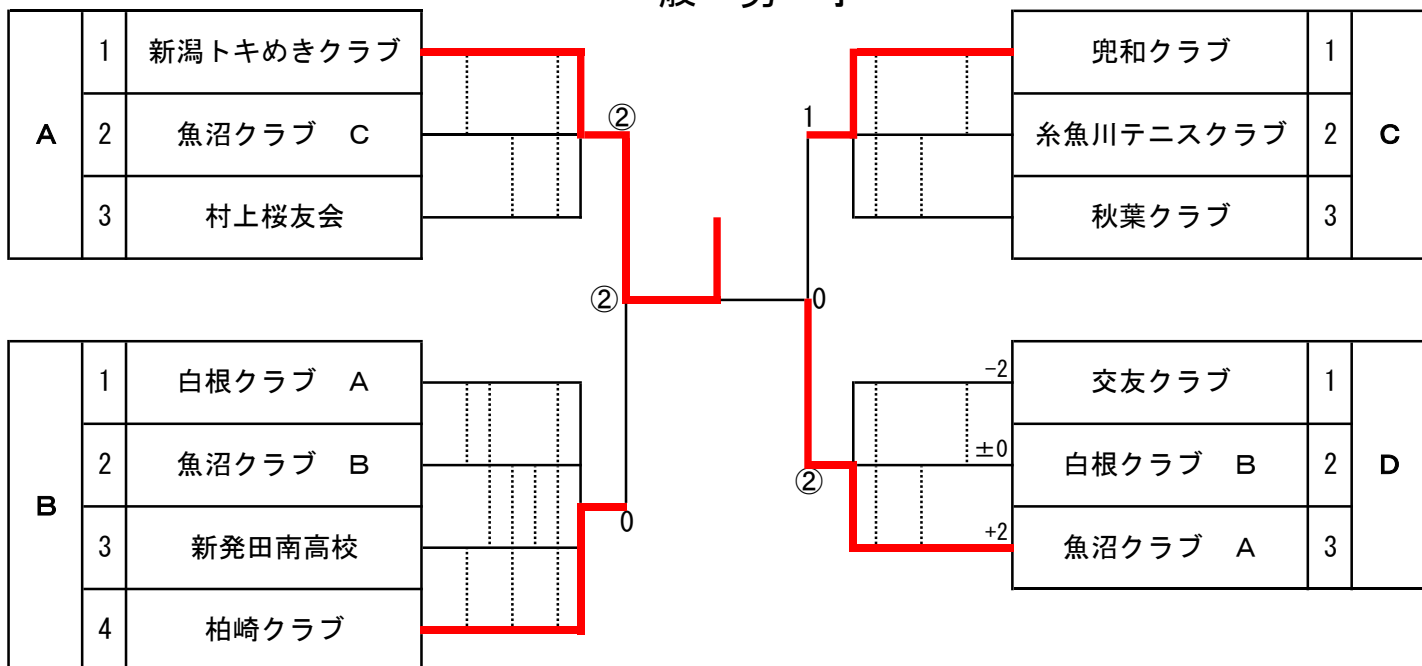 A
1 新潟トキめきクラブ
2 魚沼クラブ C
3 村上桜友会
B
1 白根クラブ A
2 魚沼クラブ B
3 新発田南高校
4 柏崎クラブ
②
②
0
1
0
②
兜和クラブ 1
糸魚川テニスクラブ 2
秋葉クラブ 3
C
-2 交友クラブ 1
±0 白根クラブ B 2
+2 魚沼クラブ A 3
D